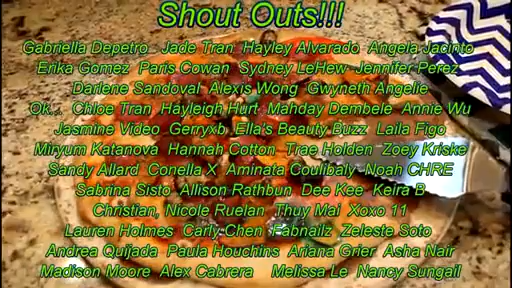 Shout Outs!!!
Gabriella Depetro.. Jade Tran Hayley Alvarado Angela Jacinto
Erika Gomez Paris Cowan Sydney LeHew Jennifer Perez
Darlene Sandoval Alexis Wong Gwyneth Angelie
Ok... Chloe Tran Hayleigh Hurt Mahday Dembele Annie Wu
Jasmine Video Gerryxb Ella's Beauty Buzz Laila Figo
Miryum Katanova Hannah Cotton Trae Holden Zoey Kriske
Sandy Allard Conella X Aminata Coulibaly Noah CHRE
Sabrina Sisto Allison Rathbun Dee Kee Keira B
Christian, Nicole Ruelan Thuy Mai Xoxo 11
Lauren Holmes Carly Chen Fabnailz Zeleste Soto
Andrea Quijada Paula Houchins Ariana Grier Asha Nair
Madison Moore Alex Cabrera Melissa Le Nancy Sungail